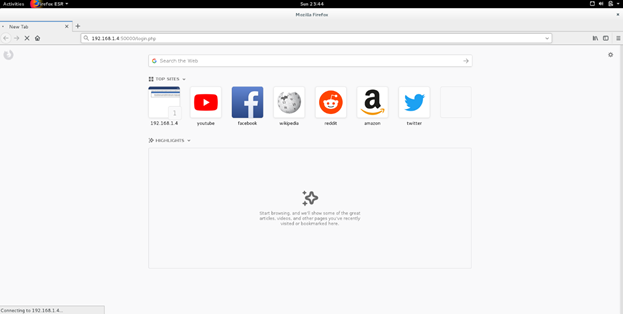 Activities Firefox ESR Sun 23:44
Mozilla Firefox
New Tab
192.168.1.4:50000/login.php
Search the Web
TOP SITES
1
192.168.1.4 youtube facebook wikipedia reddit amazon twitter
HIGHLIGHTS
Start browsing, and we'll show some of the great
articles, videos, and other pages you've recently
visited or bookmarked here.
Connecting to 192.168.1.4...